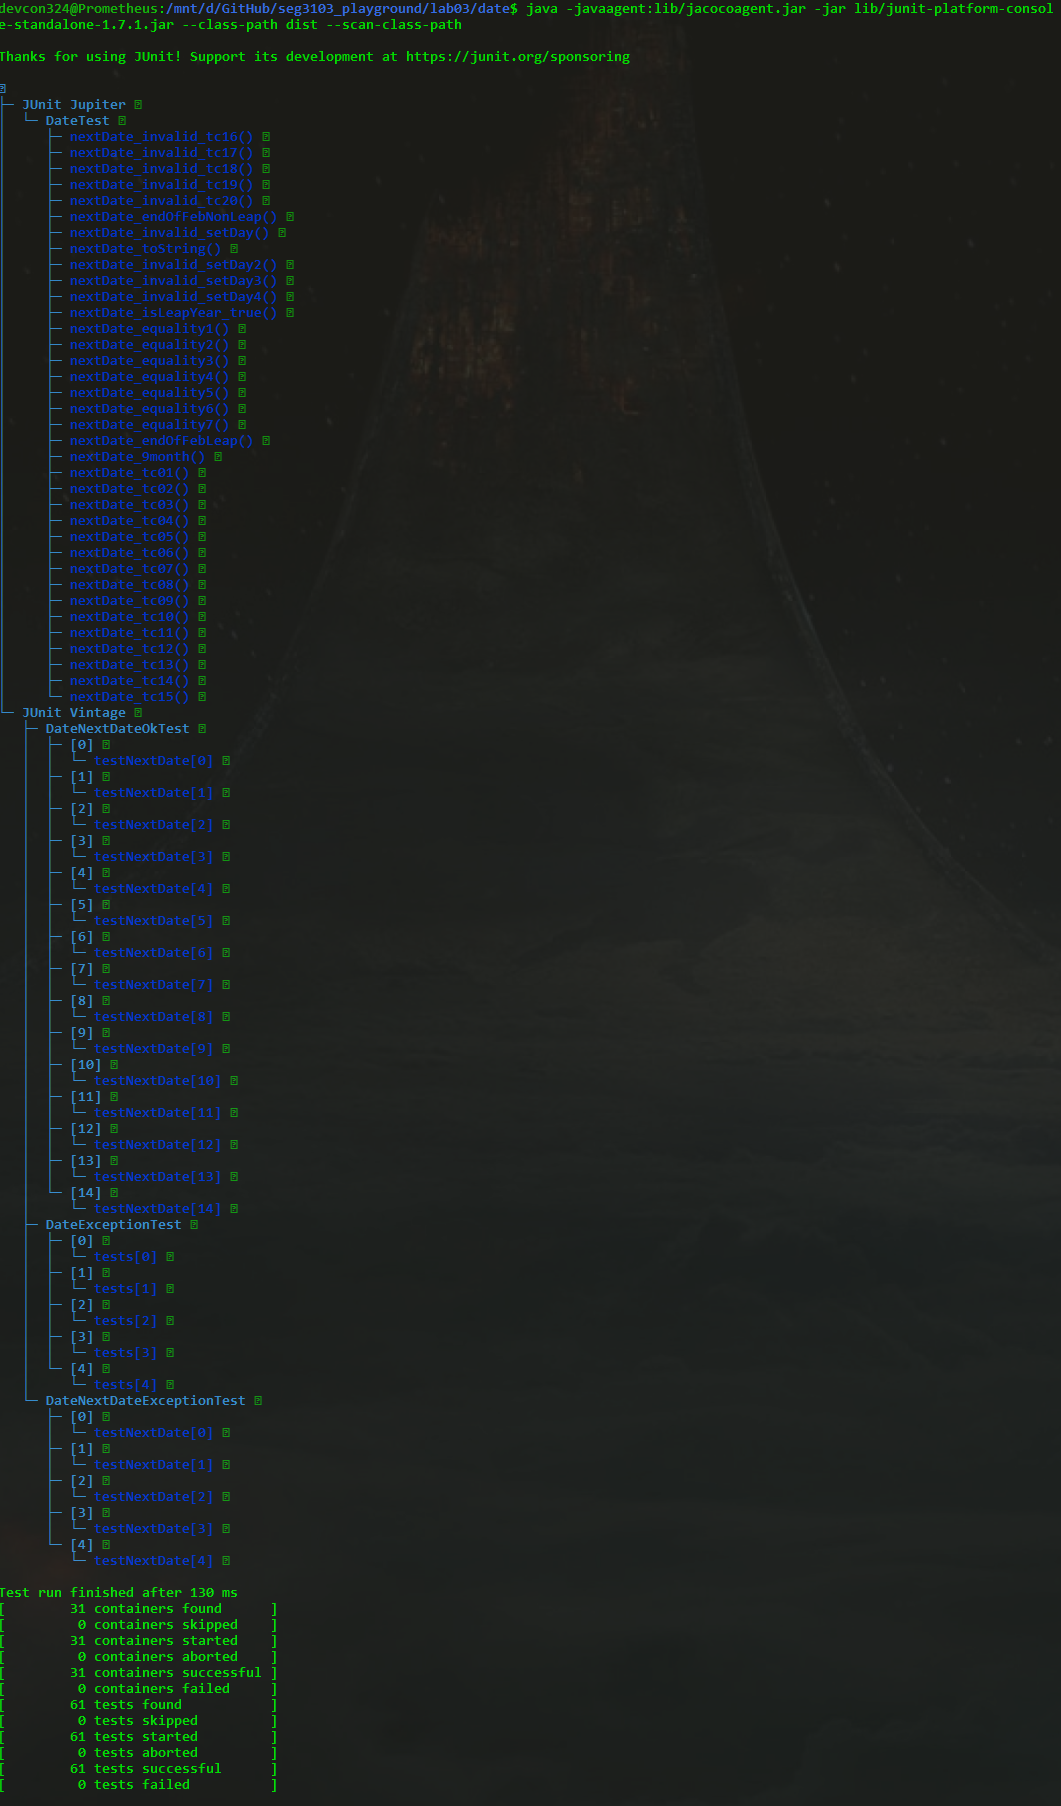 devcon324@Prometheus:/mnt/d/GitHub/seg3103_playground/lab03/date$ java -javaagent:lib/jacocoagent.jar -jar lib/junit-platform-consol
e-standalone-1.7.1.jar --class-path dist --scan-class-path
Thanks for using JUnit! Support its development at https://junit.org/sponsoring
├─ JUnit Jupiter
│  └─ DateTest
│     ├─ nextDate_invalid_tc16()
│     ├─ nextDate_invalid_tc17()
│     ├─ nextDate_invalid_tc18()
│     ├─ nextDate_invalid_tc19()
│     ├─ nextDate_invalid_tc20()
│     ├─ nextDate_endOfFebNonLeap()
│     ├─ nextDate_invalid_setDay()
│     ├─ nextDate_toString()
│     ├─ nextDate_invalid_setDay2()
│     ├─ nextDate_invalid_setDay3()
│     ├─ nextDate_invalid_setDay4()
│     ├─ nextDate_isLeapYear_true()
│     ├─ nextDate_equality1()
│     ├─ nextDate_equality2()
│     ├─ nextDate_equality3()
│     ├─ nextDate_equality4()
│     ├─ nextDate_equality5()
│     ├─ nextDate_equality6()
│     ├─ nextDate_equality7()
│     ├─ nextDate_endOfFebLeap()
│     ├─ nextDate_9month()
│     ├─ nextDate_tc01()
│     ├─ nextDate_tc02()
│     ├─ nextDate_tc03()
│     ├─ nextDate_tc04()
│     ├─ nextDate_tc05()
│     ├─ nextDate_tc06()
│     ├─ nextDate_tc07()
│     ├─ nextDate_tc08()
│     ├─ nextDate_tc09()
│     ├─ nextDate_tc10()
│     ├─ nextDate_tc11()
│     ├─ nextDate_tc12()
│     ├─ nextDate_tc13()
│     ├─ nextDate_tc14()
│     └─ nextDate_tc15()
└─ JUnit Vintage
   ├─ DateNextDateOkTest
   │  ├─ [0]
   │  │  └─ testNextDate[0]
   │  ├─ [1]
   │  │  └─ testNextDate[1]
   │  ├─ [2]
   │  │  └─ testNextDate[2]
   │  ├─ [3]
   │  │  └─ testNextDate[3]
   │  ├─ [4]
   │  │  └─ testNextDate[4]
   │  ├─ [5]
   │  │  └─ testNextDate[5]
   │  ├─ [6]
   │  │  └─ testNextDate[6]
   │  ├─ [7]
   │  │  └─ testNextDate[7]
   │  ├─ [8]
   │  │  └─ testNextDate[8]
   │  ├─ [9]
   │  │  └─ testNextDate[9]
   │  ├─ [10]
   │  │  └─ testNextDate[10]
   │  ├─ [11]
   │  │  └─ testNextDate[11]
   │  ├─ [12]
   │  │  └─ testNextDate[12]
   │  ├─ [13]
   │  │  └─ testNextDate[13]
   │  └─ [14]
   │     └─ testNextDate[14]
   ├─ DateExceptionTest
   │  ├─ [0]
   │  │  └─ tests[0]
   │  ├─ [1]
   │  │  └─ tests[1]
   │  ├─ [2]
   │  │  └─ tests[2]
   │  ├─ [3]
   │  │  └─ tests[3]
   │  └─ [4]
   │     └─ tests[4]
   └─ DateNextDateExceptionTest
      ├─ [0]
      │  └─ testNextDate[0]
      ├─ [1]
      │  └─ testNextDate[1]
      ├─ [2]
      │  └─ testNextDate[2]
      ├─ [3]
      │  └─ testNextDate[3]
      └─ [4]
         └─ testNextDate[4]
Test run finished after 130 ms
[        31 containers found      ]
[         0 containers skipped    ]
[        31 containers started    ]
[         0 containers aborted    ]
[        31 containers successful ]
[         0 containers failed     ]
[        61 tests found           ]
[         0 tests skipped         ]
[        61 tests started         ]
[         0 tests aborted         ]
[        61 tests successful      ]
[         0 tests failed          ]